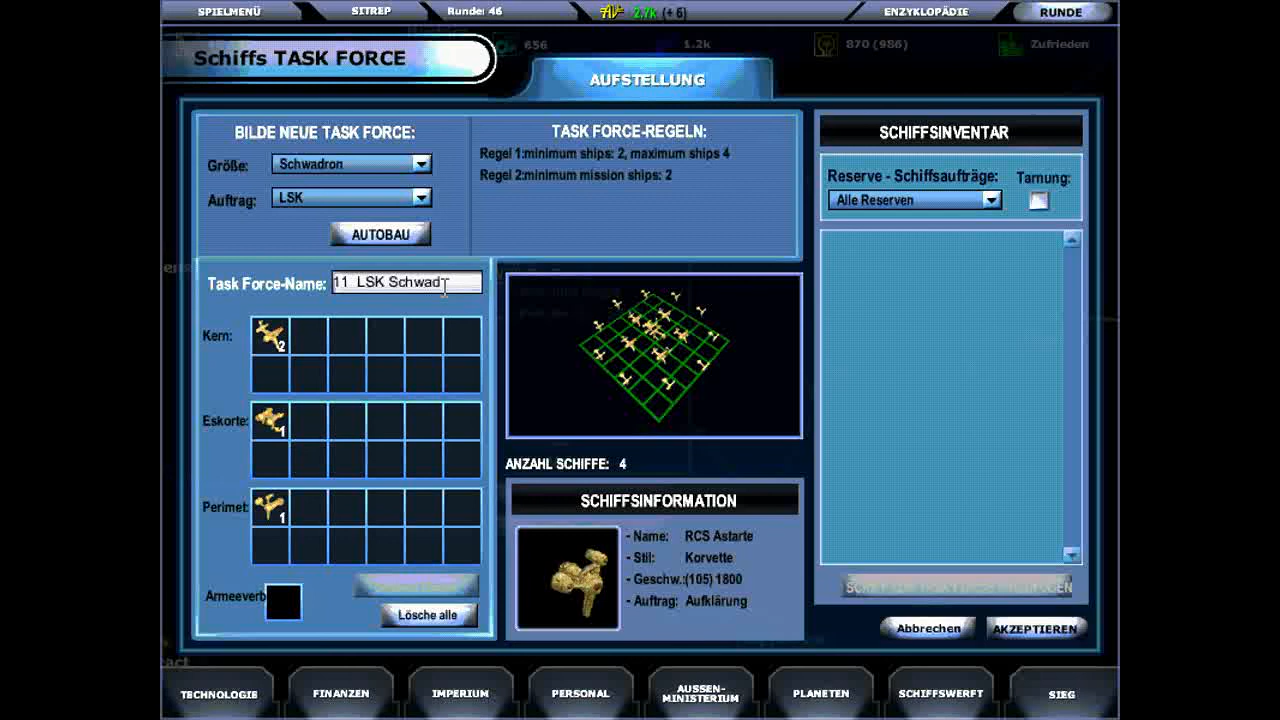 SPIELMENÜ
SITREP
Runde: 46
2.7k (+ 6)
ENZYKLOPÄDIE
RUNDE
656
1.2k
870 (986)
Zufrieden
Schiffs TASK FORCE
AUFSTELLUNG
BILDE NEUE TASK FORCE:
Größe:
Schwadron
Auftrag:
LSK
AUTOBAU
TASK FORCE-REGELN:
Regel 1:minimum ships: 2, maximum ships 4
Regel 2:minimum mission ships: 2
SCHIFFSINVENTAR
Reserve - Schiffsaufträge:
Tarnung:
Alle Reserven
Task Force-Name:
11 LSK Schwad
Kern:
2
Eskorte:
1
Perimet:
1
Armeeverb
Lösche alle
ANZAHL SCHIFFE: 4
SCHIFFSINFORMATION
- Name: RCS Astarte
- Stil: Korvette
- Geschw.:(105) 1800
- Auftrag: Aufklärung
Abbrechen
AKZEPTIEREN
TECHNOLOGIE
FINANZEN
IMPERIUM
PERSONAL
AUSSEN-
MINISTERIUM
PLANETEN
SCHIFFSWERFT
SIEG